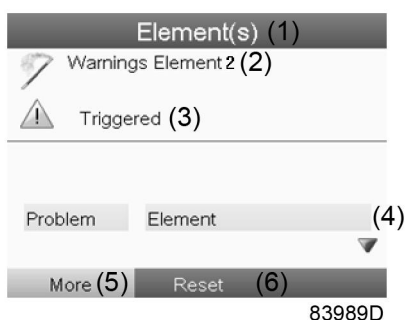 Element(s) (1)
Warnings Element 2 (2)
Triggered (3)
Problem Element (4)
More (5) Reset (6)
83989D